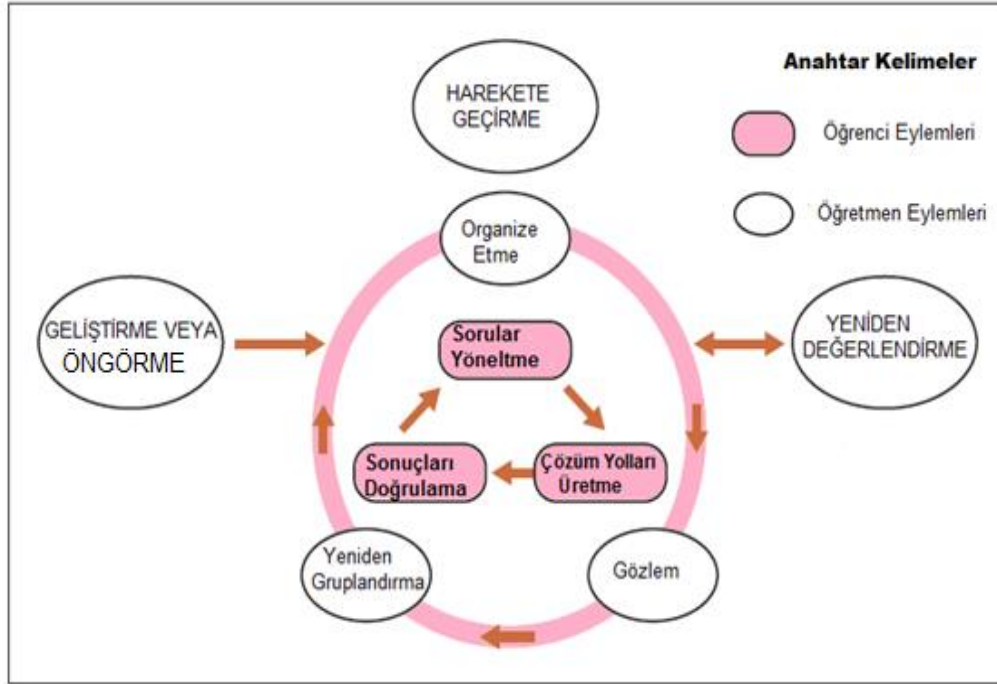 Anahtar Kelimeler
HAREKETE
GEÇİRME
Öğrenci Eylemleri
Öğretmen Eylemleri
Organize
Etme
GELİŞTİRME VEYA
ÖNGÖRME
Sorular
Yöneltme
YENİDEN
DEĞERLENDİRME
Sonuçları
Doğrulama
Çözüm Yolları
Üretme
Yeniden
Gruplandırma
Gözlem